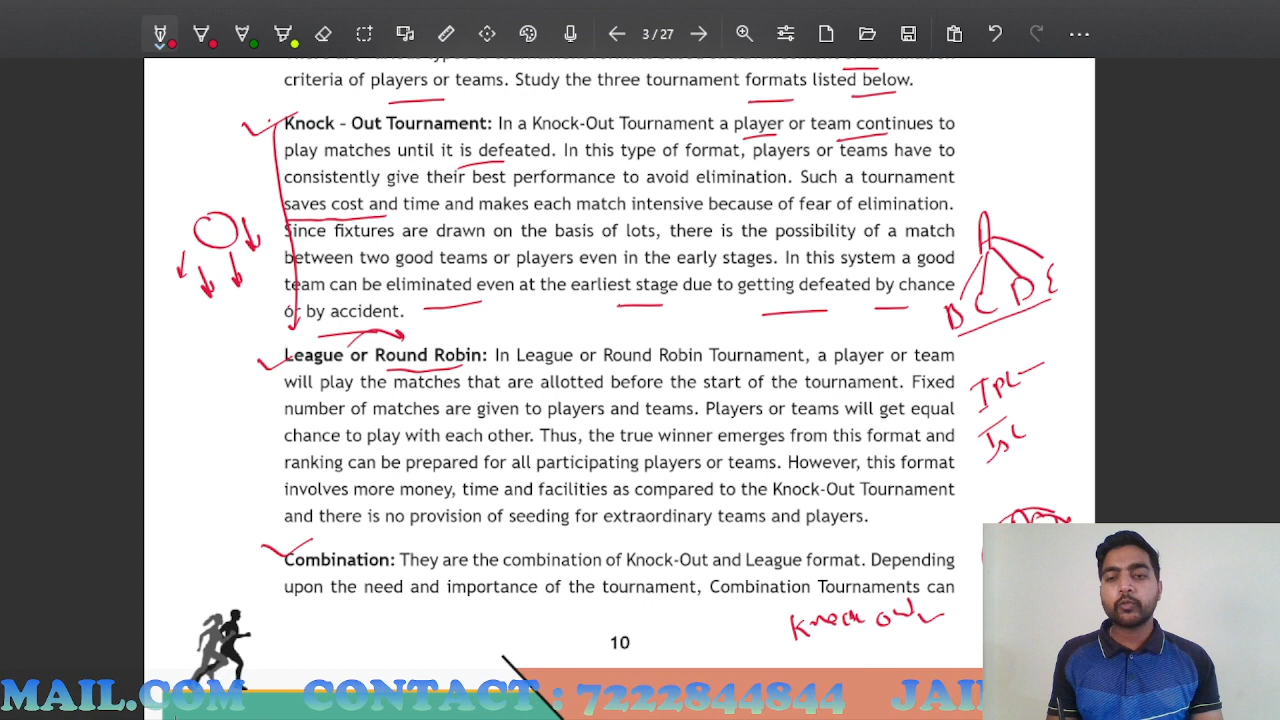 3 / 27
criteria of players or teams. Study the three tournament formats listed below.
Knock – Out Tournament: In a Knock-Out Tournament a player or team continues to
play matches until it is defeated. In this type of format, players or teams have to
consistently give their best performance to avoid elimination. Such a tournament
saves cost and time and makes each match intensive because of fear of elimination.
Since fixtures are drawn on the basis of lots, there is the possibility of a match
between two good teams or players even in the early stages. In this system a good
team can be eliminated even at the earliest stage due to getting defeated by chance
or by accident.
A
B C D E
League or Round Robin: In League or Round Robin Tournament, a player or team
will play the matches that are allotted before the start of the tournament. Fixed
number of matches are given to players and teams. Players or teams will get equal
chance to play with each other. Thus, the true winner emerges from this format and
ranking can be prepared for all participating players or teams. However, this format
involves more money, time and facilities as compared to the Knock-Out Tournament
and there is no provision of seeding for extraordinary teams and players.
IPL
ISL
Combination: They are the combination of Knock-Out and League format. Depending
upon the need and importance of the tournament, Combination Tournaments can
Knock out
10
MAIL.COM CONTACT : 7222844844 JAI